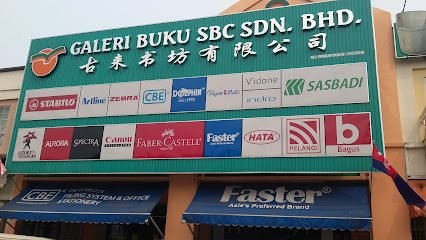 GALERI BUKU SBC SDN. BHD.
古来书坊有限公司
STABILO
Artline
ZEBRA
CBE
DOLPHIN
PaperMate
Vidane
indra
SASBADI
AURORA
SPECTRA
Canon
FABER-CASTELL
Faster
HATA
PELANGI
b
Bagus
CBE
FILING SYSTEM & OFFICE
STATIONERY
Faster
Asia's Preferred Brand